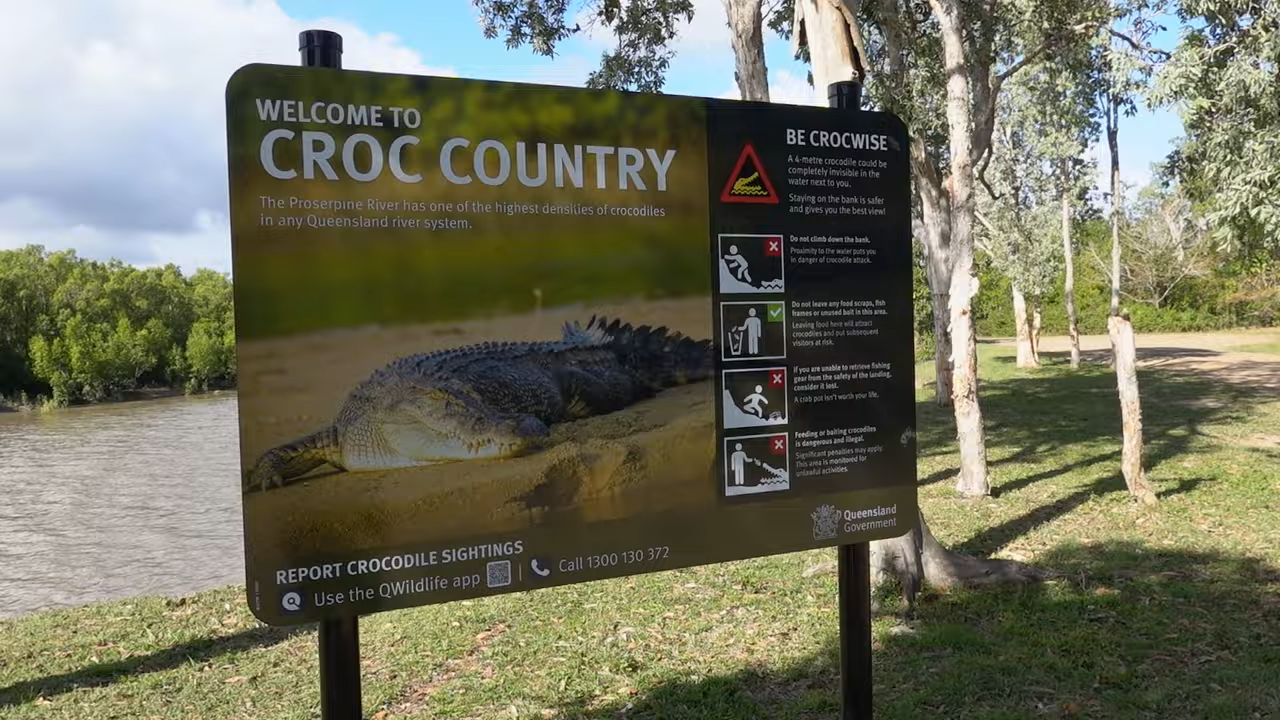 WELCOME TO
CROC COUNTRY
The Proserpine River has one of the highest densities of crocodiles
in any Queensland river system.
BE CROCWISE
A 4-metre crocodile could be
completely invisible in the
water next to you.
Staying on the bank is safer
and gives you the best view!
Do not climb down the bank.
Proximity to the water puts you
in danger of crocodile attack.
Do not leave any food scraps, fish
frames or unused bait in this area.
Leaving food here will attract
crocodiles and put subsequent
visitors at risk.
If you are unable to retrieve fishing
gear from the safety of the landing,
consider it lost.
A crab pot isn't worth your life.
Feeding or baiting crocodiles
is dangerous and illegal.
Significant penalties may apply.
This area is monitored for
unlawful activities.
REPORT CROCODILE SIGHTINGS
Use the QWildlife app | Call 1300 130 372
Queensland
Government